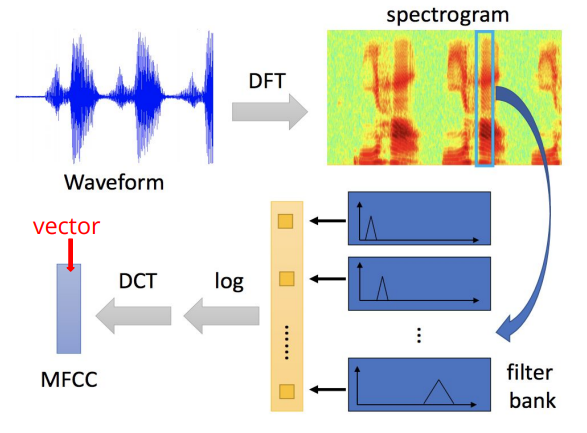 spectrogram
DFT
Waveform
vector
DCT
log
MFCC
filter
bank